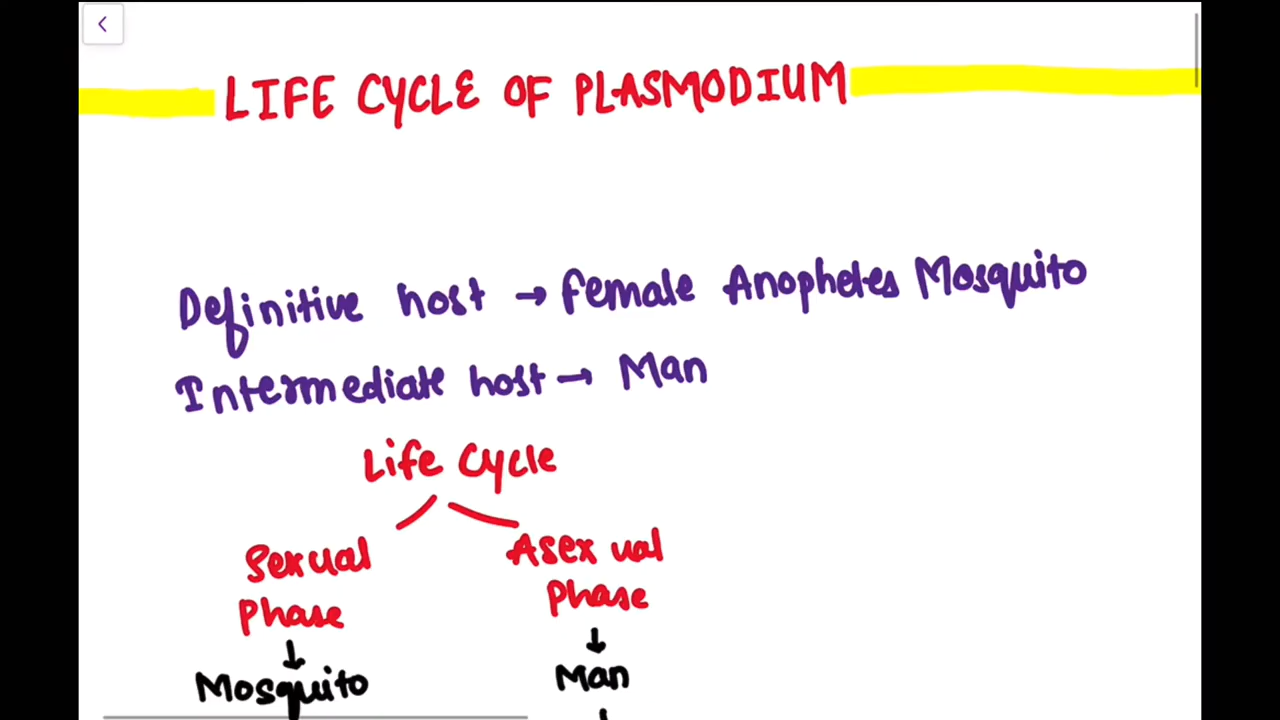 LIFE CYCLE OF PLASMODIUM
Definitive host → female Anopheles Mosquito
Intermediate host → Man
Life Cycle
Sexual Asexual
Phase Phase
↓ ↓
Mosquito Man